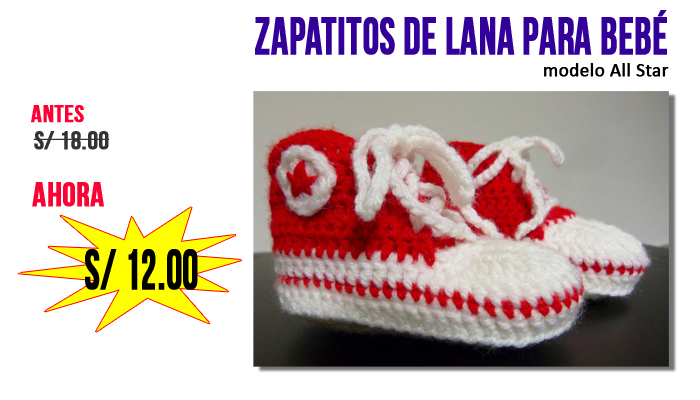 ZAPATITOS DE LANA PARA BEBÉ
modelo All Star
ANTES
S/ 18.00
AHORA
S/ 12.00